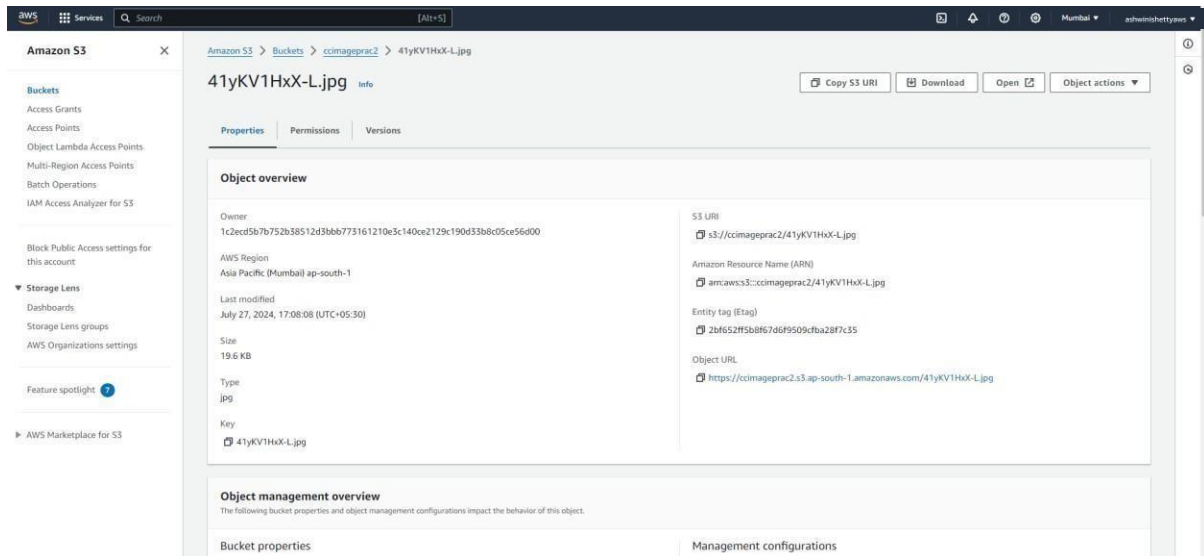 aws Services Search [Alt+S] Mumbai ▼ ashwinishettyaws ▼
Amazon S3
Buckets
Access Grants
Access Points
Object Lambda Access Points
Multi-Region Access Points
Batch Operations
IAM Access Analyzer for S3
Block Public Access settings for
this account
▼ Storage Lens
Dashboards
Storage Lens groups
AWS Organizations settings
Feature spotlight 7
▶ AWS Marketplace for S3
Amazon S3 > Buckets > ccimageprac2 > 41yKV1HxX-L.jpg
41yKV1HxX-L.jpg Info
Copy S3 URI Download Open Object actions ▼
Properties Permissions Versions
Object overview
Owner
1c2ecd5b7b752b38512d3bbb773161210e3c140ce2129c190d33b8c05ce56d00
AWS Region
Asia Pacific (Mumbai) ap-south-1
Last modified
July 27, 2024, 17:08:08 (UTC+05:30)
Size
19.6 KB
Type
jpg
Key
41yKV1HxX-L.jpg
S3 URI
s3://ccimageprac2/41yKV1HxX-L.jpg
Amazon Resource Name (ARN)
arn:aws:s3:::ccimageprac2/41yKV1HxX-L.jpg
Entity tag (Etag)
2bf652ff5b8f67d6f9509cfba28f7c35
Object URL
https://ccimageprac2.s3.ap-south-1.amazonaws.com/41yKV1HxX-L.jpg
Object management overview
The following bucket properties and object management configurations impact the behavior of this object.
Bucket properties
Management configurations